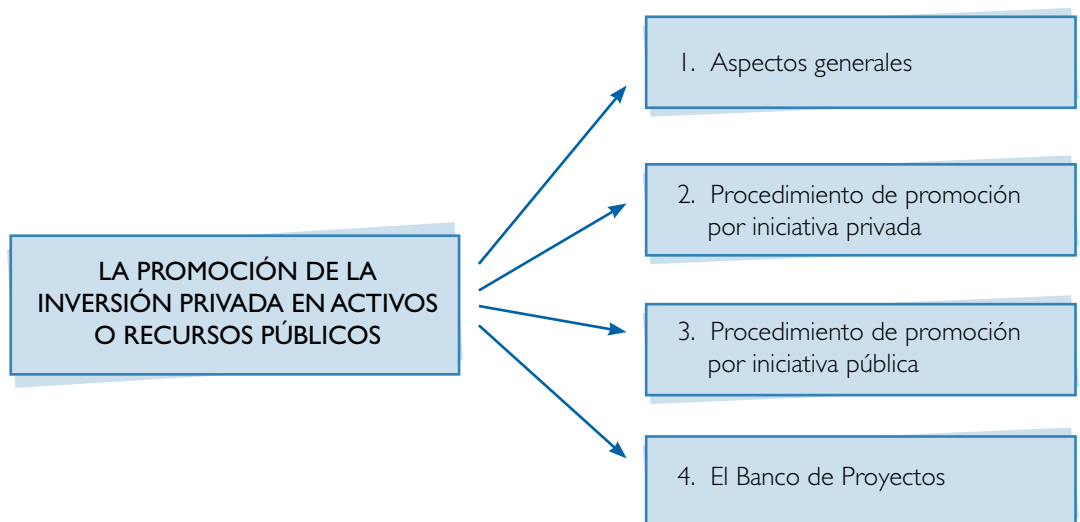 LA PROMOCIÓN DE LA
INVERSIÓN PRIVADA EN ACTIVOS
O RECURSOS PÚBLICOS
1. Aspectos generales
2. Procedimiento de promoción
por iniciativa privada
3. Procedimiento de promoción
por iniciativa pública
4. El Banco de Proyectos